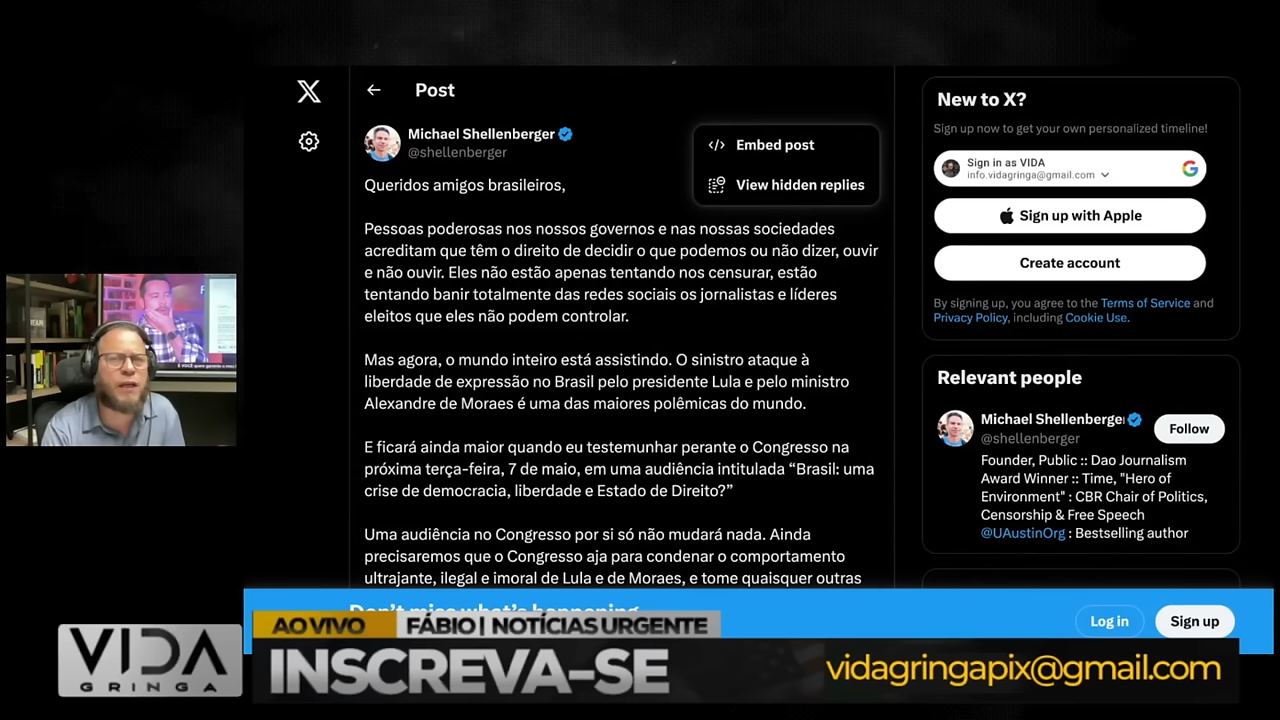 Post
Michael Shellenberger
@shellenberger
Embed post
View hidden replies
Queridos amigos brasileiros,
Pessoas poderosas nos nossos governos e nas nossas sociedades
acreditam que têm o direito de decidir o que podemos ou não dizer, ouvir
e não ouvir. Eles não estão apenas tentando nos censurar, estão
tentando banir totalmente das redes sociais os jornalistas e líderes
eleitos que eles não podem controlar.
Mas agora, o mundo inteiro está assistindo. O sinistro ataque à
liberdade de expressão no Brasil pelo presidente Lula e pelo ministro
Alexandre de Moraes é uma das maiores polêmicas do mundo.
E ficará ainda maior quando eu testemunhar perante o Congresso na
próxima terça-feira, 7 de maio, em uma audiência intitulada “Brasil: uma
crise de democracia, liberdade e Estado de Direito?”
Uma audiência no Congresso por si só não mudará nada. Ainda
precisaremos que o Congresso aja para condenar o comportamento
ultrajante, ilegal e imoral de Lula e de Moraes, e tome quaisquer outras
New to X?
Sign up now to get your own personalized timeline!
Sign in as VIDA
info.vidagringa@gmail.com
Sign up with Apple
Create account
By signing up, you agree to the Terms of Service and
Privacy Policy, including Cookie Use.
Relevant people
Michael Shellenberger
@shellenberger
Follow
Founder, Public :: Dao Journalism
Award Winner :: Time, "Hero of
Environment" : CBR Chair of Politics,
Censorship & Free Speech
@UAustinOrg : Bestselling author
Don't miss what's happening
Log in
Sign up
AO VIVO
FÁBIO | NOTÍCIAS URGENTE
VIDA
GRINGA
INSCREVA-SE
vidagringapix@gmail.com